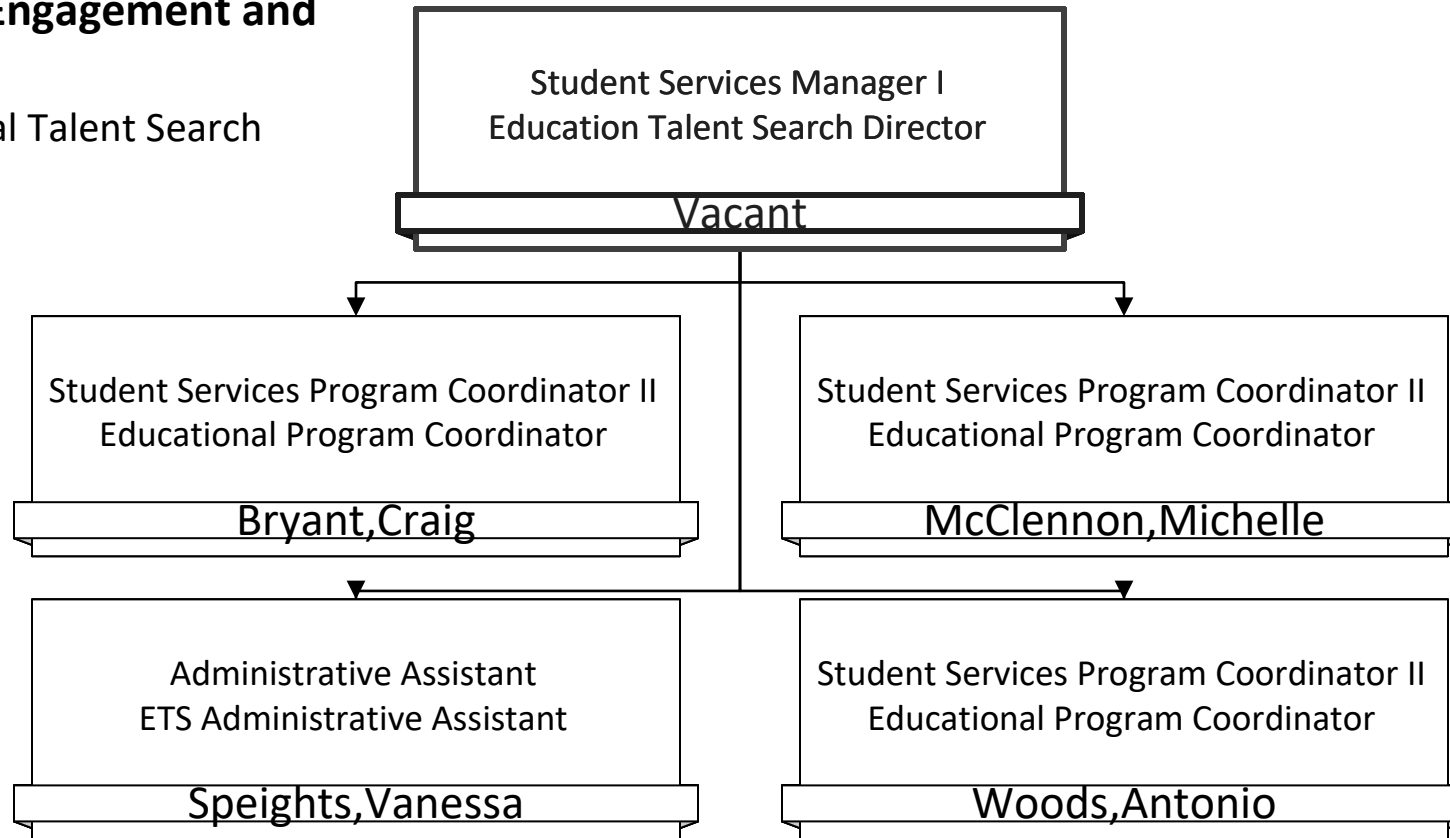 Engagement and
al Talent Search
Student Services Manager I
Education Talent Search Director
Vacant
Student Services Program Coordinator II
Educational Program Coordinator
Bryant,Craig
Student Services Program Coordinator II
Educational Program Coordinator
McClennon,Michelle
Administrative Assistant
ETS Administrative Assistant
Speights,Vanessa
Student Services Program Coordinator II
Educational Program Coordinator
Woods,Antonio